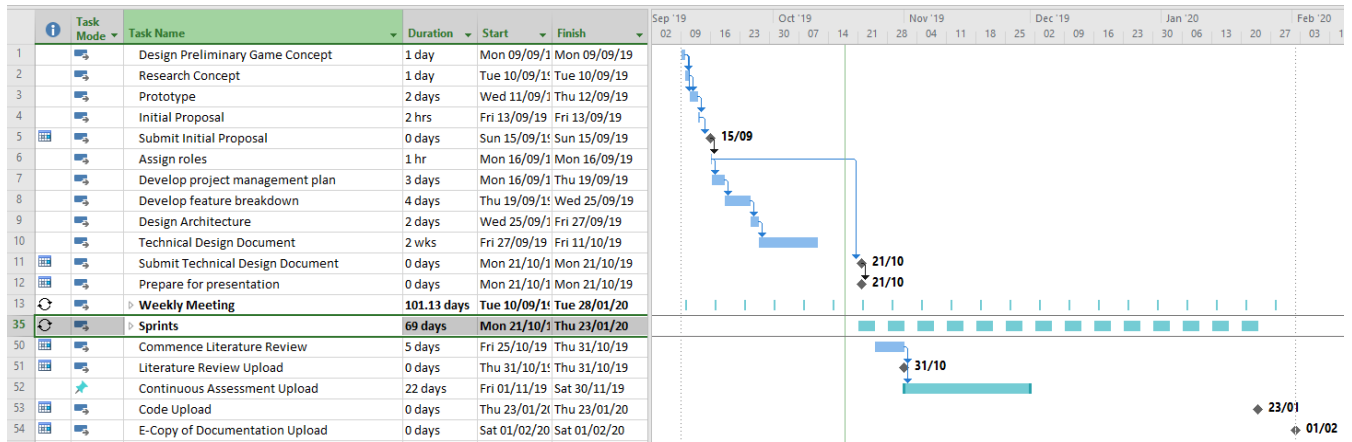 Task Mode Task Name Duration Start Finish
Sep '19 Oct '19 Nov '19 Dec '19 Jan '20 Feb '20
02 09 16 23 30 07 14 21 28 04 11 18 25 02 09 16 23 30 06 13 20 27 03 1
1 Design Preliminary Game Concept 1 day Mon 09/09/1 Mon 09/09/19
2 Research Concept 1 day Tue 10/09/1 Tue 10/09/19
3 Prototype 2 days Wed 11/09/1 Thu 12/09/19
4 Initial Proposal 2 hrs Fri 13/09/19 Fri 13/09/19
5 Submit Initial Proposal 0 days Sun 15/09/1 Sun 15/09/19 15/09
6 Assign roles 1 hr Mon 16/09/1 Mon 16/09/19
7 Develop project management plan 3 days Mon 16/09/1 Thu 19/09/19
8 Develop feature breakdown 4 days Thu 19/09/1 Wed 25/09/19
9 Design Architecture 2 days Wed 25/09/1 Fri 27/09/19
10 Technical Design Document 2 wks Fri 27/09/19 Fri 11/10/19
11 Submit Technical Design Document 0 days Mon 21/10/1 Mon 21/10/19 21/10
12 Prepare for presentation 0 days Mon 21/10/1 Mon 21/10/19 21/10
13 Weekly Meeting 101.13 days Tue 10/09/1 Tue 28/01/20
35 Sprints 69 days Mon 21/10/1 Thu 23/01/20
50 Commence Literature Review 5 days Fri 25/10/19 Thu 31/10/19
51 Literature Review Upload 0 days Thu 31/10/1 Thu 31/10/19 31/10
52 Continuous Assessment Upload 22 days Fri 01/11/19 Sat 30/11/19
53 Code Upload 0 days Thu 23/01/2 Thu 23/01/20 23/01
54 E-Copy of Documentation Upload 0 days Sat 01/02/20 Sat 01/02/20 01/02